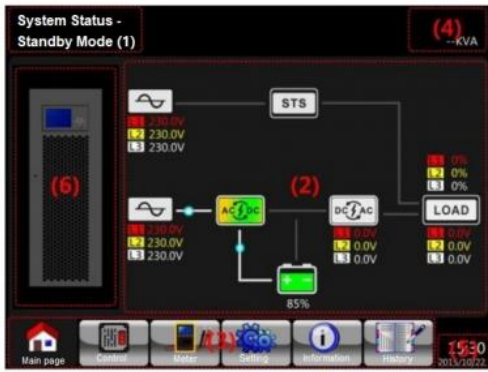 System Status -
Standby Mode (1)
(4)
--KVA
STS
L1 230.0V
L2 230.0V
L3 230.0V
(6)
(2)
L1 0%
L2 0%
L3 0%
AC DC
DC AC
LOAD
L1 230.0V
L2 230.0V
L3 230.0V
L1 0.0V
L2 0.0V
L3 0.0V
L1 0.0V
L2 0.0V
L3 0.0V
85%
Main page
Control
Meter
(3)
Setting
Information
History
(5)
15:30
2015/10/22